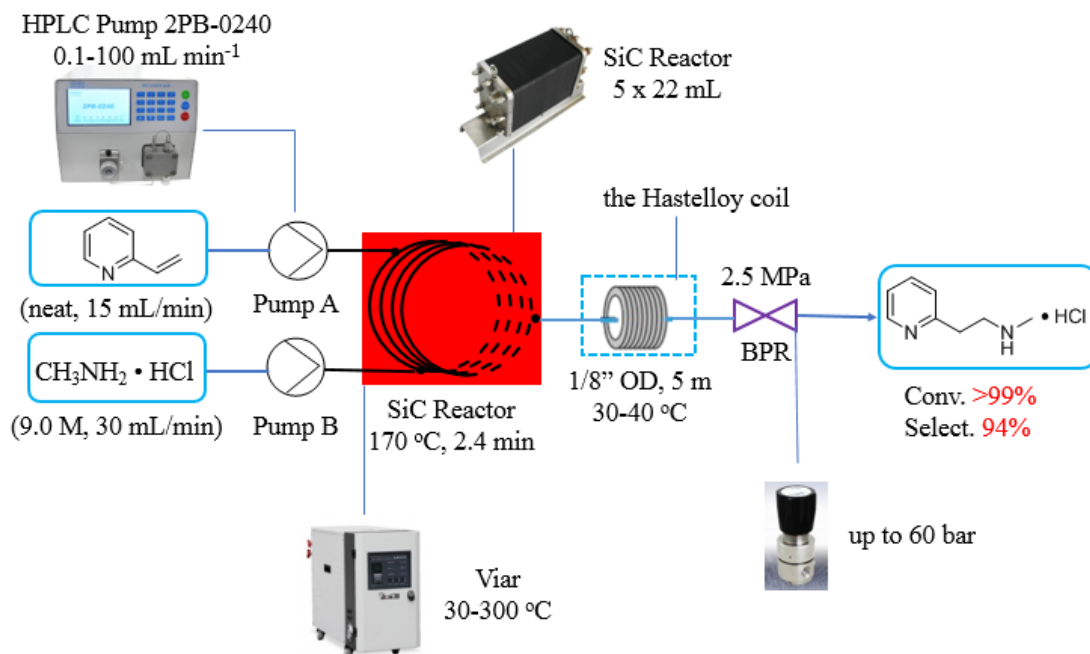 HPLC Pump 2PB-0240
0.1-100 mL min⁻¹
2PB-0240
SiC Reactor
5 x 22 mL
the Hastelloy coil
N
(neat, 15 mL/min)
Pump A
2.5 MPa
BPR
N
N
H
• HCl
CH₃NH₂ • HCl
(9.0 M, 30 mL/min)
Pump B
SiC Reactor
170 °C, 2.4 min
1/8” OD, 5 m
30-40 °C
Conv. >99%
Select. 94%
Viar
30-300 °C
up to 60 bar